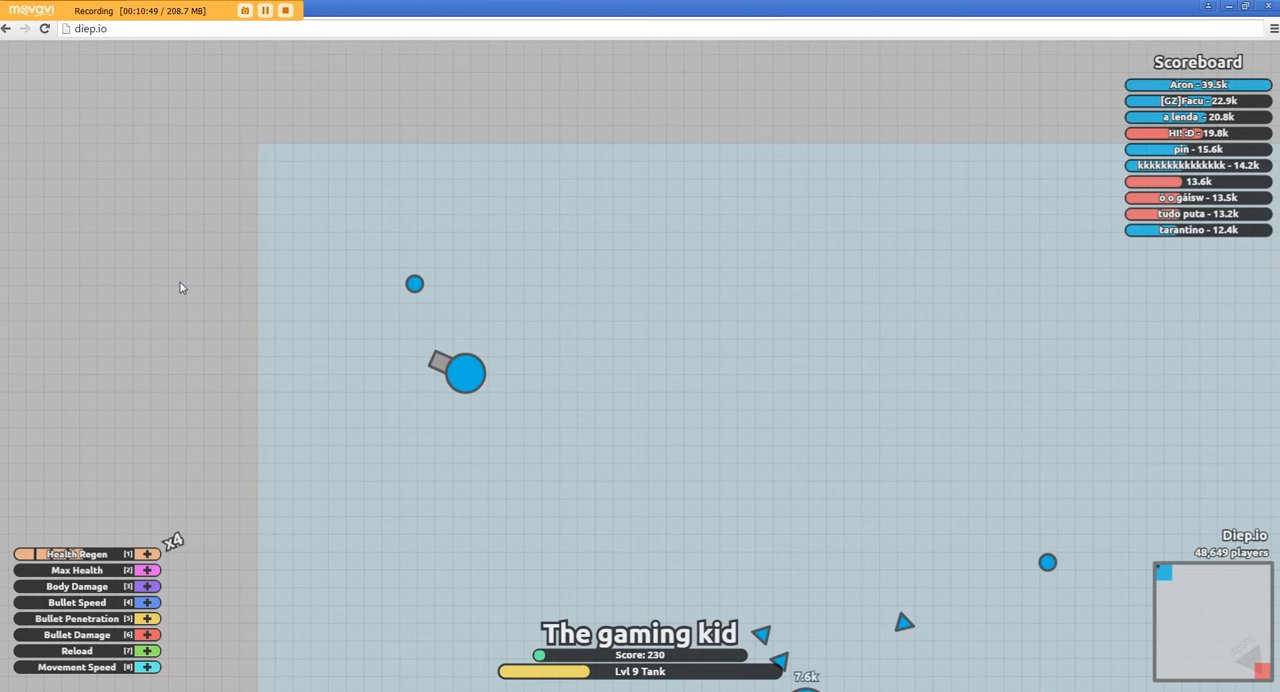 movavi
Recording [00:10:49 / 208.7 MB]
diep.io
Scoreboard
Aron - 39.5k
[GZ]Facu - 22.9k
a lenda - 20.8k
HI! :D - 19.8k
pin - 15.6k
kkkkkkkkkkkkkkk - 14.2k
13.6k
ó o gáisw - 13.5k
tudo puta - 13.2k
tarantino - 12.4k
x4
Health Regen [1]
Max Health [2]
Body Damage [3]
Bullet Speed [4]
Bullet Penetration [5]
Bullet Damage [6]
Reload [7]
Movement Speed [8]
The gaming kid
Score: 230
Lvl 9 Tank
7.6k
Diep.io
48,649 players